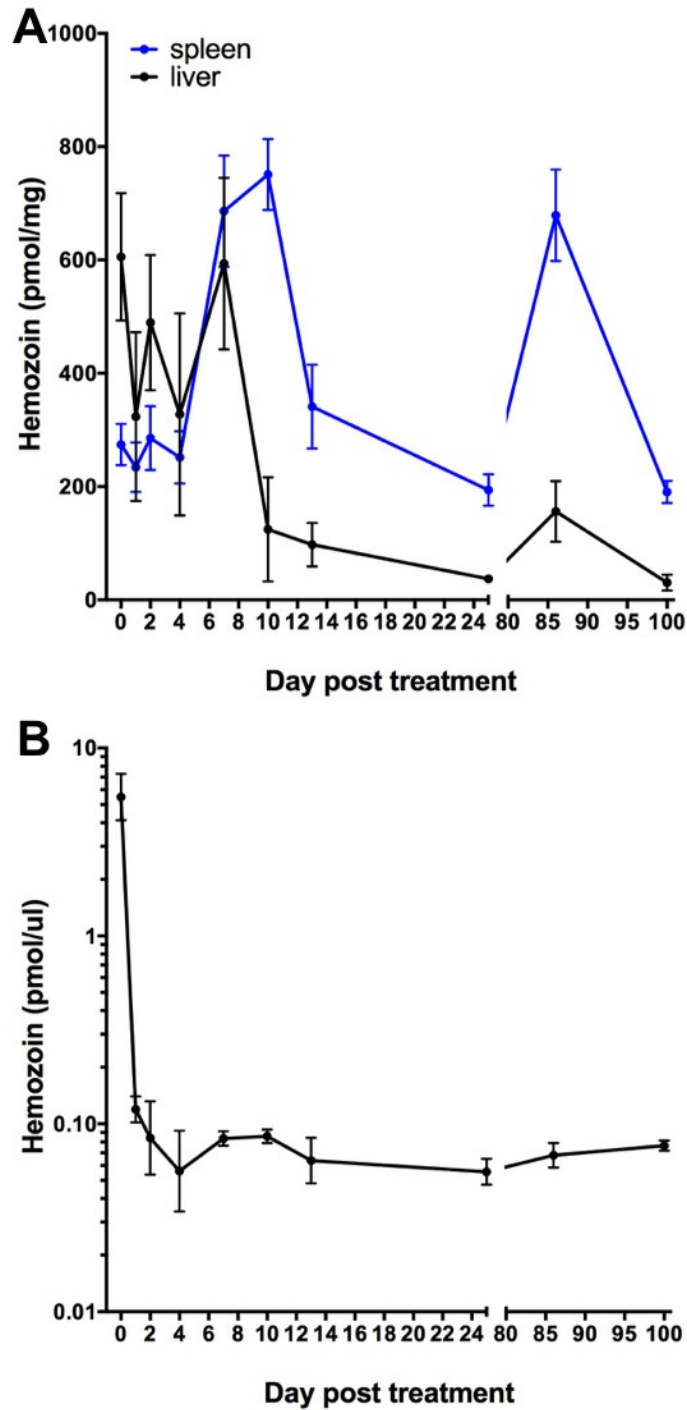 A
1000
800
600
400
200
0
spleen
liver
Hemozoin (pmol/mg)
0 2 4 6 8 10 12 14 16 18 20 22 24 80 85 90 95 100
Day post treatment
B
10
1
0.10
0.01
Hemozoin (pmol/ul)
0 2 4 6 8 10 12 14 16 18 20 22 24 80 85 90 95 100
Day post treatment